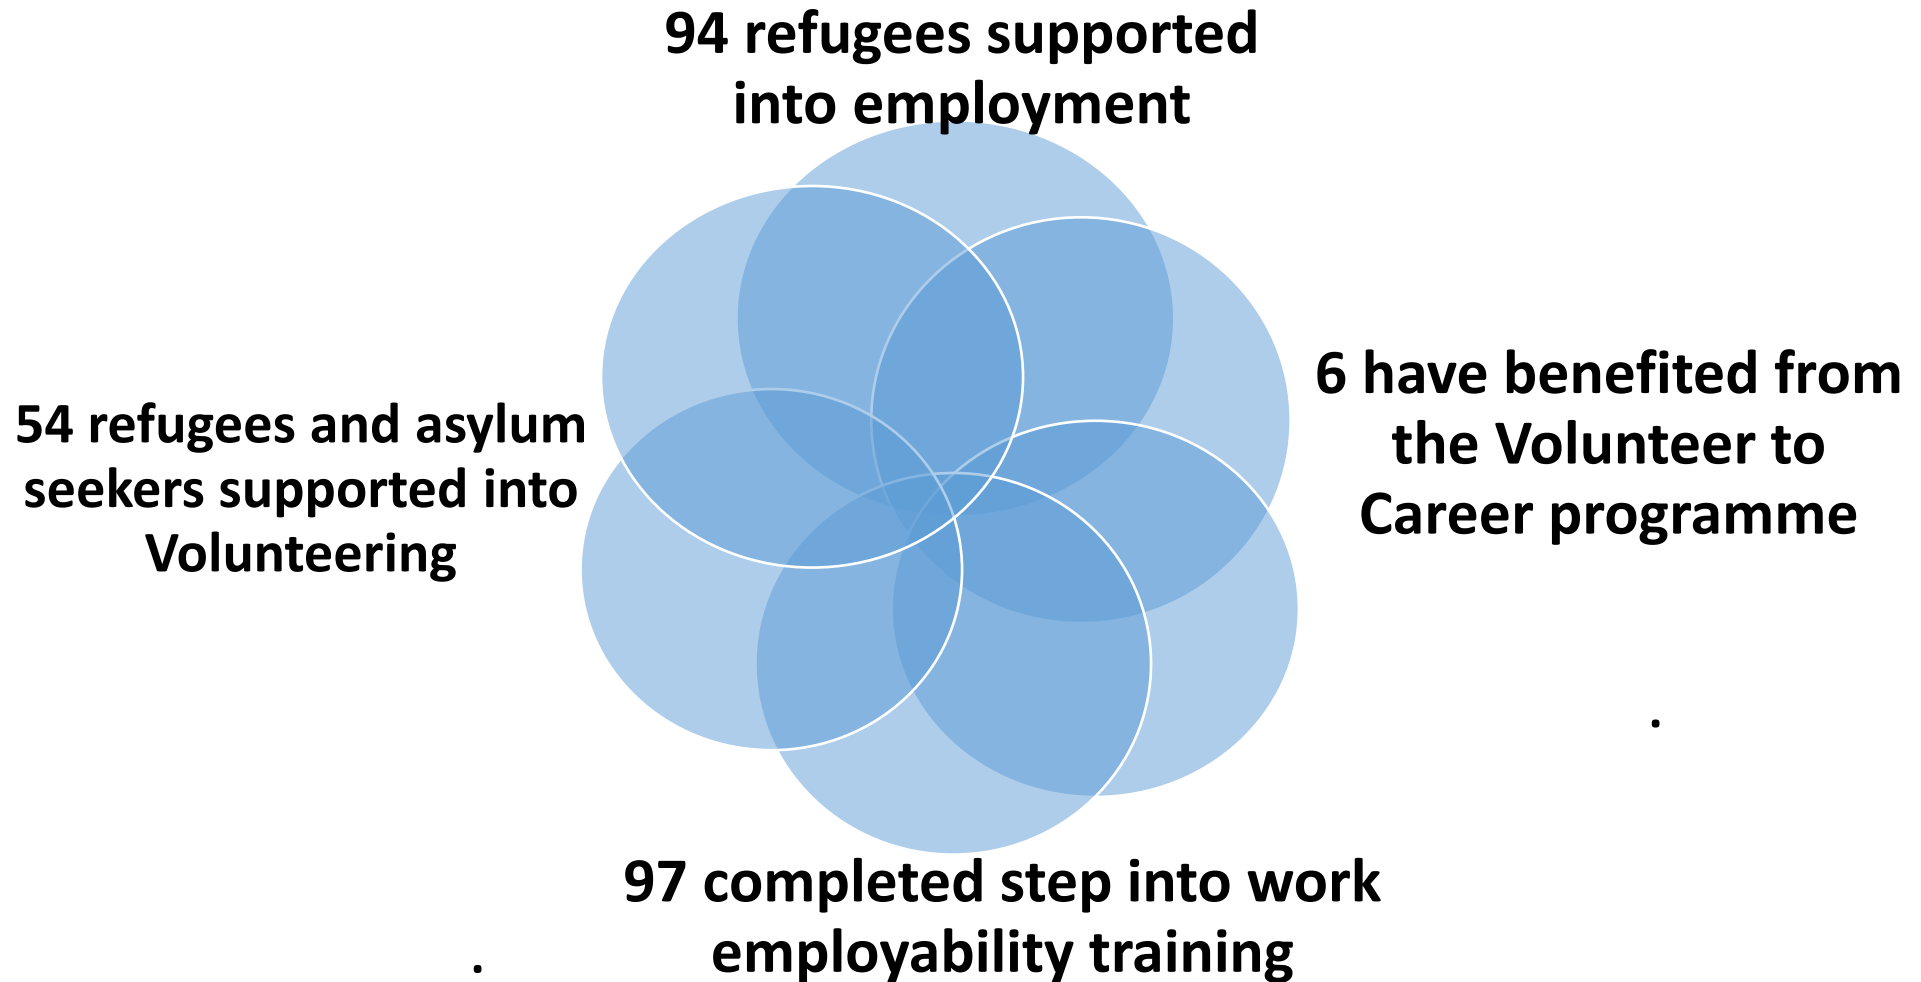 94 refugees supported
into employment
6 have benefited from
the Volunteer to
Career programme
.
97 completed step into work
employability training
.
54 refugees and asylum
seekers supported into
Volunteering